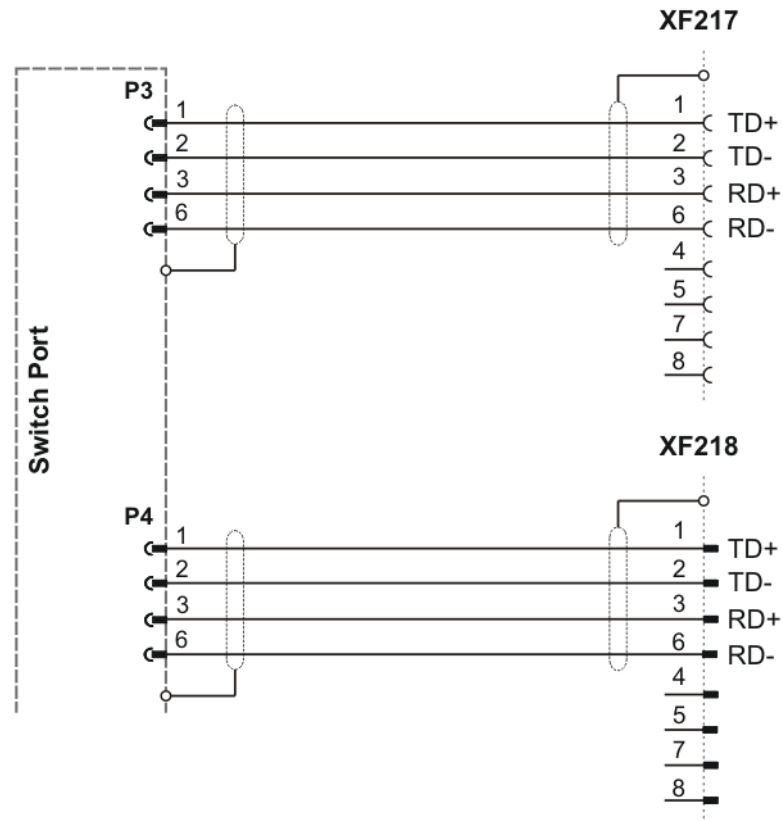 XF217
P3
1 1 TD+
2 2 TD-
3 3 RD+
6 6 RD-
4
5
7
8
Switch Port
XF218
P4
1 1 TD+
2 2 TD-
3 3 RD+
6 6 RD-
4
5
7
8